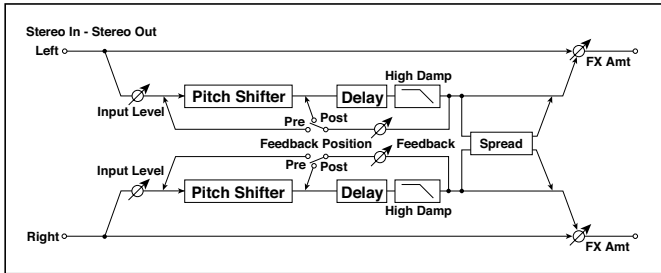 Stereo In - Stereo Out
Left
FX Amt
High Damp
Pitch Shifter
Delay
Input Level
Pre
Post
Feedback Position
Feedback
Spread
Input Level
Pre
Post
Pitch Shifter
Delay
High Damp
Right
FX Amt